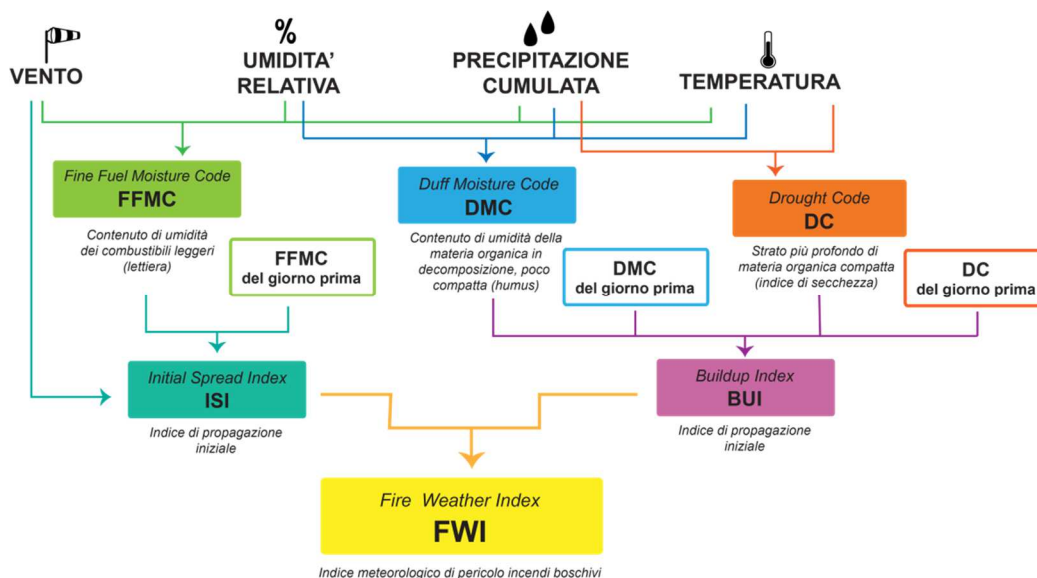 %
VENTO
UMIDITA'
RELATIVA
PRECIPITAZIONE
CUMULATA
TEMPERATURA
Fine Fuel Moisture Code
FFMC
Contenuto di umidità
dei combustibili leggeri
(lettiera)
FFMC
del giorno prima
Duff Moisture Code
DMC
Contenuto di umidità della
materia organica in
decomposizione, poco
compatta (humus)
DMC
del giorno prima
Drought Code
DC
Strato più profondo di
materia organica compatta
(indice di secchezza)
DC
del giorno prima
Initial Spread Index
ISI
Indice di propagazione
iniziale
Buildup Index
BUI
Indice di propagazione
iniziale
Fire Weather Index
FWI
Indice meteorologico di pericolo incendi boschivi